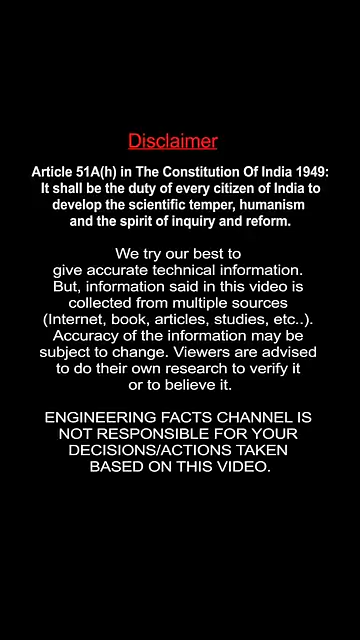 Disclaimer
Article 51A(h) in The Constitution Of India 1949:
It shall be the duty of every citizen of India to
develop the scientific temper, humanism
and the spirit of inquiry and reform.
We try our best to
give accurate technical information.
But, information said in this video is
collected from multiple sources
(Internet, book, articles, studies, etc..).
Accuracy of the information may be
subject to change. Viewers are advised
to do their own research to verify it
or to believe it.
ENGINEERING FACTS CHANNEL IS
NOT RESPONSIBLE FOR YOUR
DECISIONS/ACTIONS TAKEN
BASED ON THIS VIDEO.